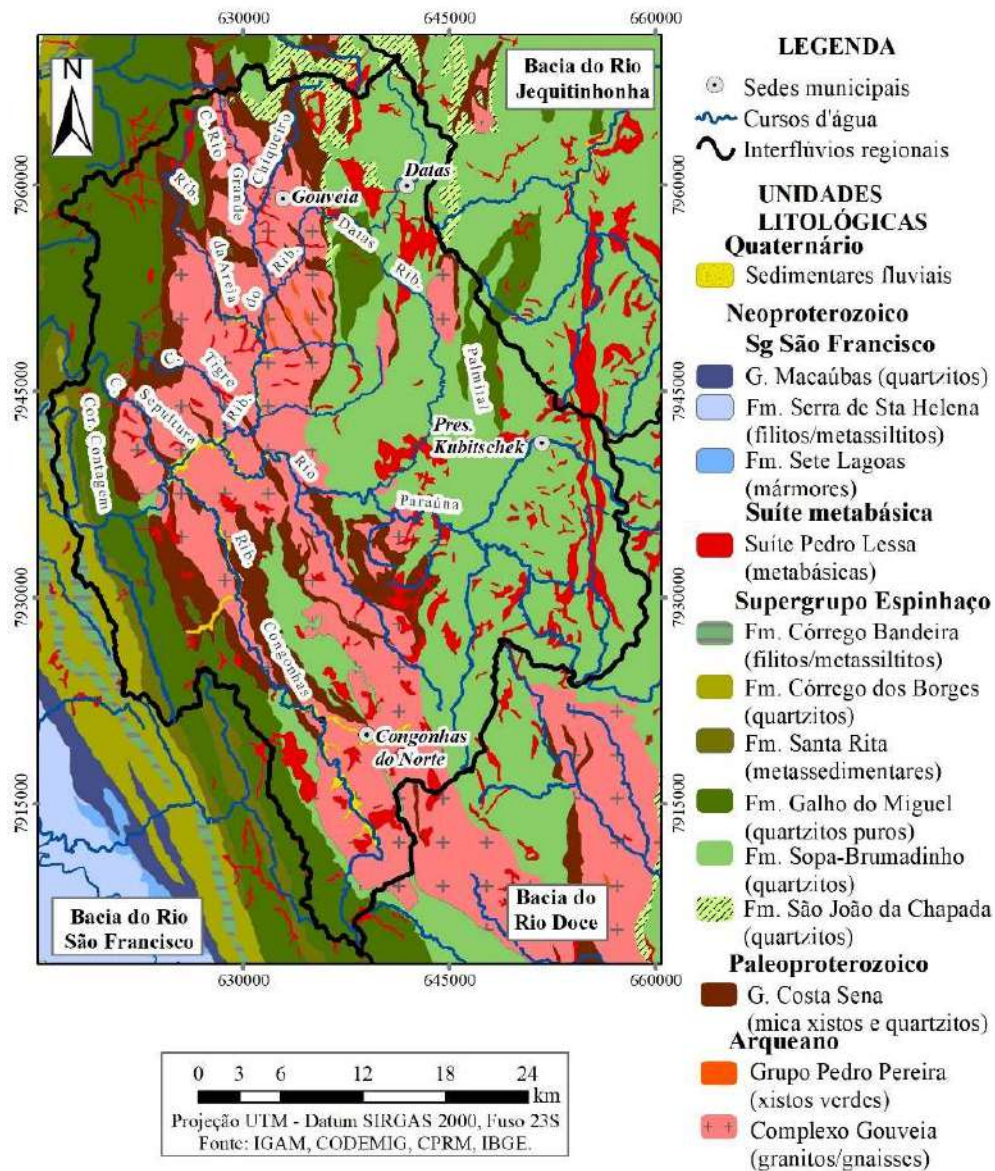 630000
645000
660000
N
Bacia do Rio
Jequitinhonha
7960000
7945000
7930000
7915000
C. Rio
Grande
Rib.
Chiqueiro
Gouveia
Datas
Datas
Rib.
da Areia
do
Rib.
C.
Tigre
Rib.
C.
Sepultura
Cor. Contagem
Palmital
Pres.
Kubitschek
Rio
Paraúna
Rib.
Congonhas
Congonhas
do Norte
Bacia do Rio
São Francisco
Bacia do
Rio Doce
7960000
7945000
7930000
7915000
630000
645000
660000
LEGENDA
Sedes municipais
Cursos d'água
Interflúvios regionais
UNIDADES
LITOLÓGICAS
Quaternário
Sedimentares fluviais
Neoproterozoico
Sg São Francisco
G. Macaúbas (quartzitos)
Fm. Serra de Sta Helena
(filitos/metassiltitos)
Fm. Sete Lagoas
(mármores)
Suíte metabásica
Suíte Pedro Lessa
(metabásicas)
Supergrupo Espinhaço
Fm. Córrego Bandeira
(filitos/metassiltitos)
Fm. Córrego dos Borges
(quartzitos)
Fm. Santa Rita
(metassedimentares)
Fm. Galho do Miguel
(quartzitos puros)
Fm. Sopa-Brumadinho
(quartzitos)
Fm. São João da Chapada
(quartzitos)
Paleoproterozoico
G. Costa Sena
(mica xistos e quartzitos)
Arqueano
Grupo Pedro Pereira
(xistos verdes)
Complexo Gouveia
(granitos/gnaisses)
0 3 6 12 18 24
km
Projeção UTM - Datum SIRGAS 2000, Fuso 23S
Fonte: IGAM, CODEMIG, CPRM, IBGE.